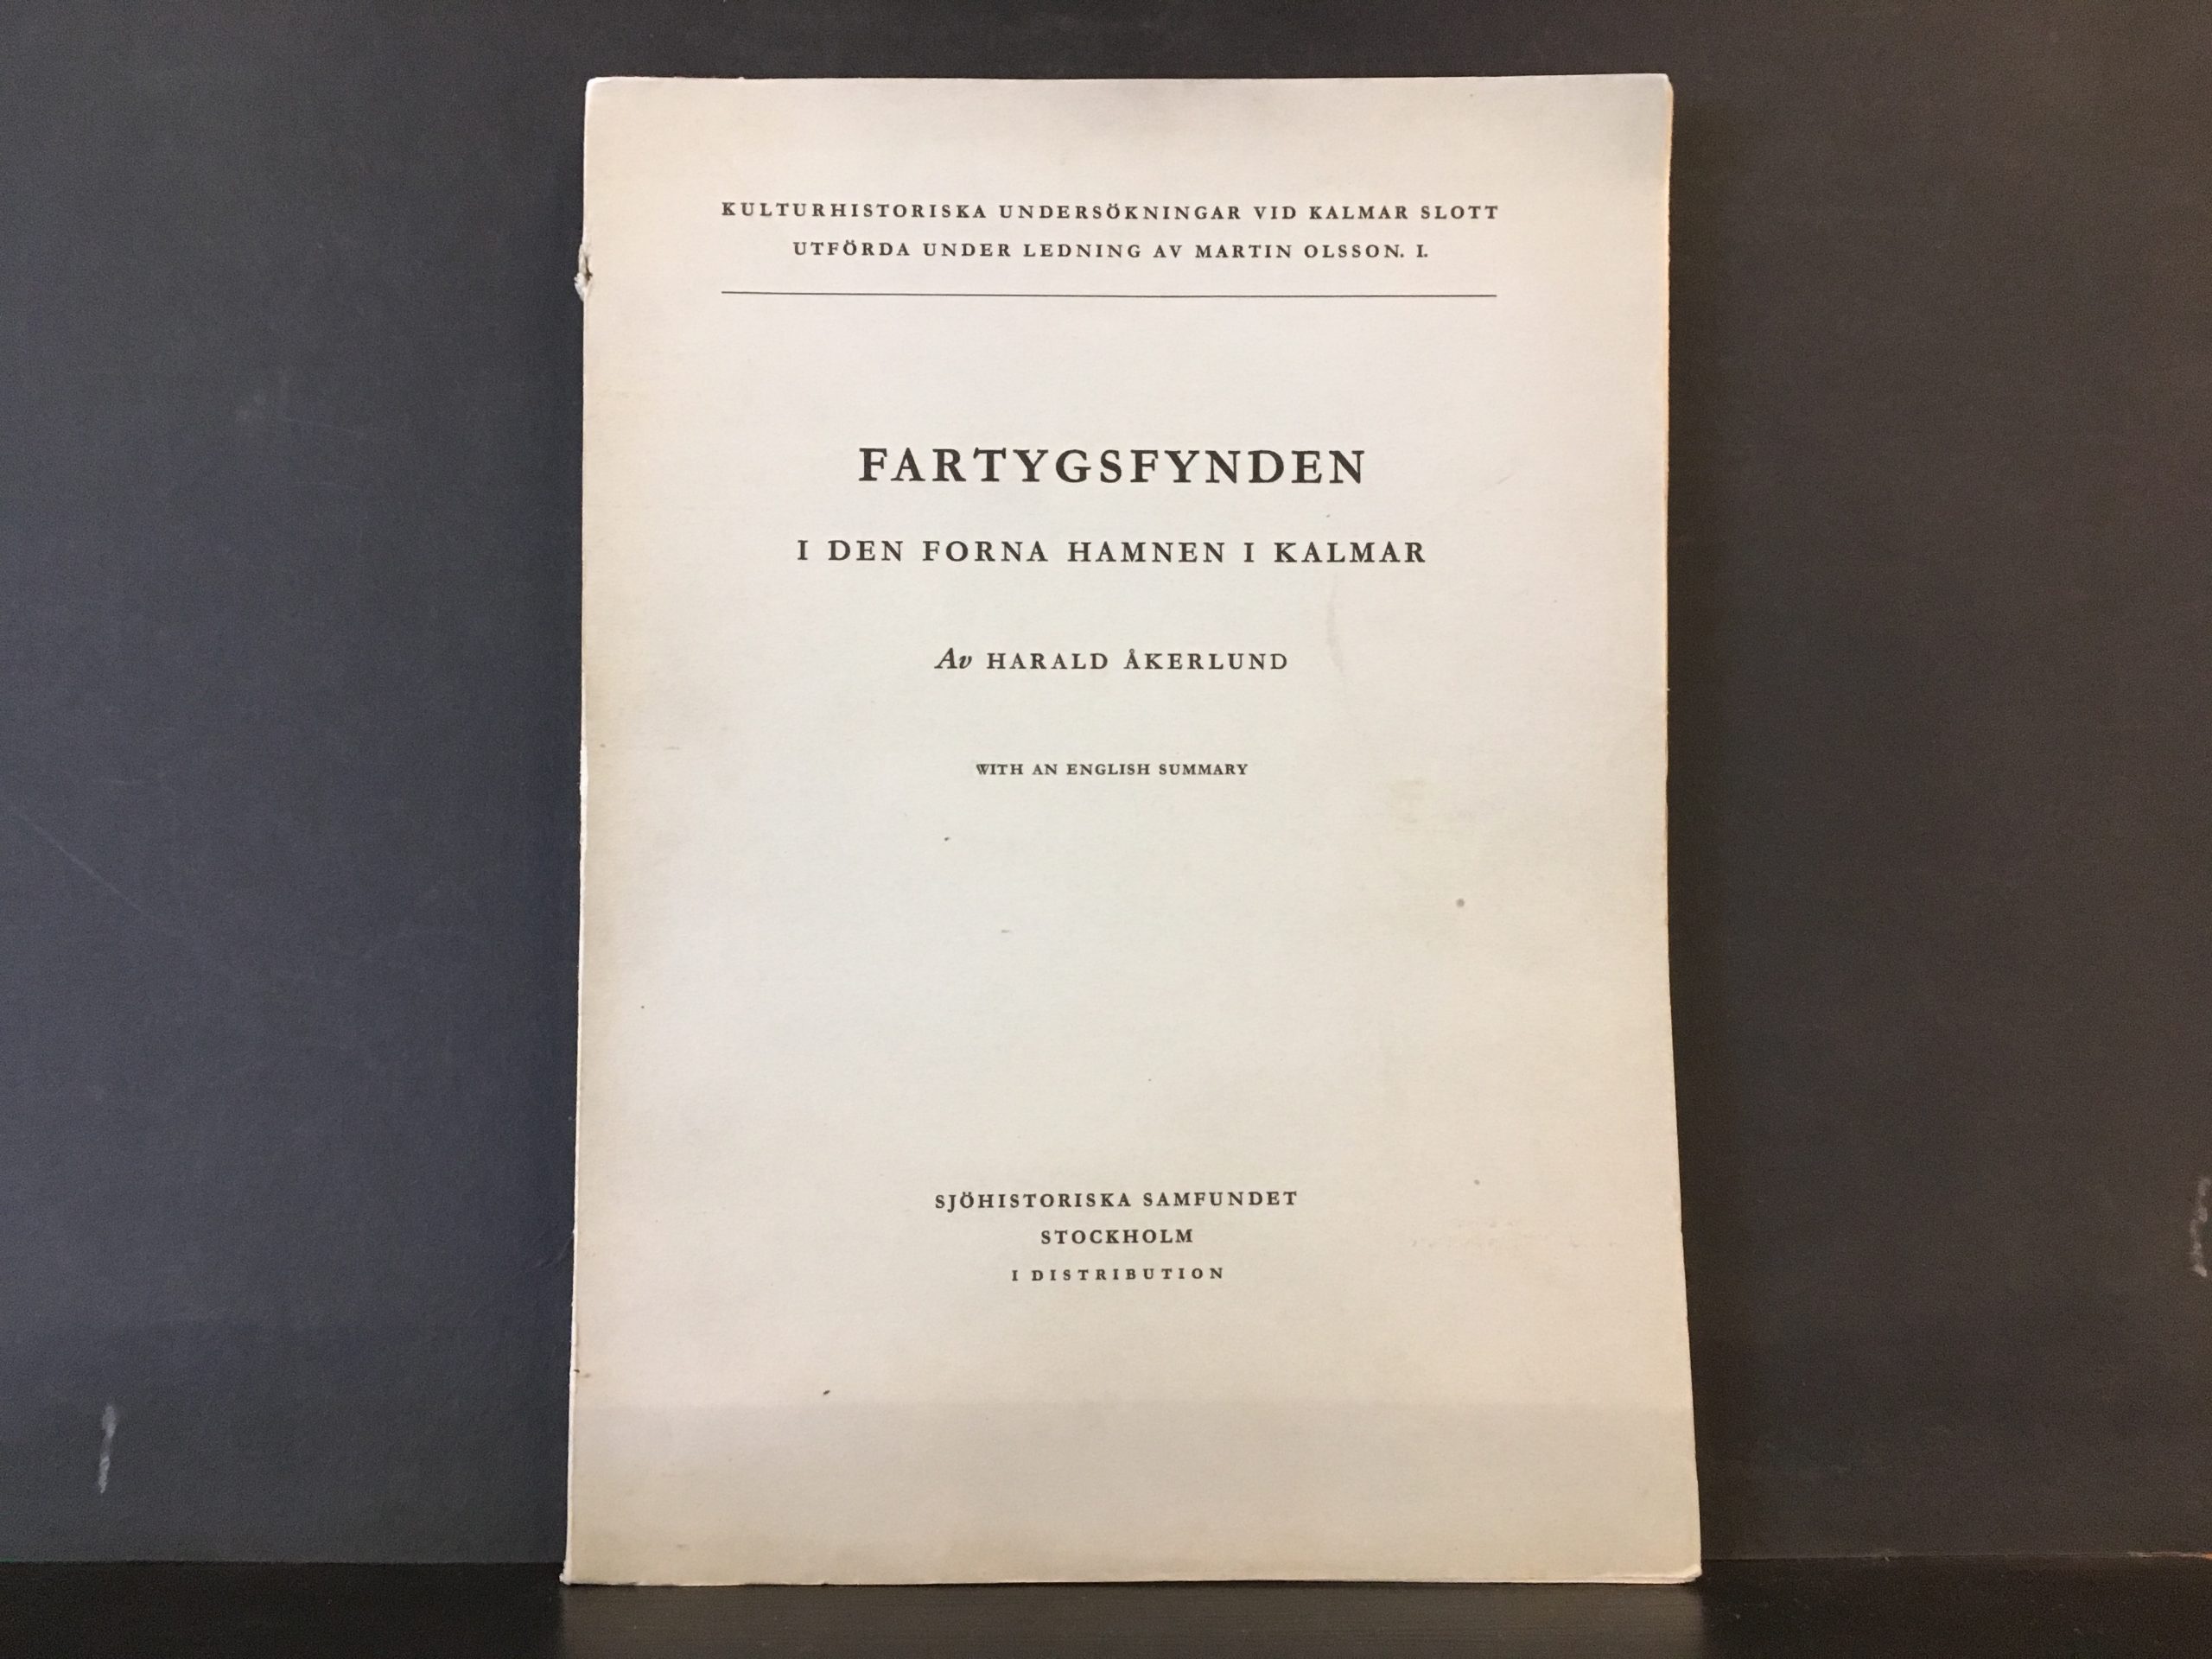 KULTURHISTORISKA UNDERSÖKNINGAR VID KALMAR SLOTT
UTFÖRDA UNDER LEDNING AV MARTIN OLSSON. I.
FARTYGSFYNDEN
I DEN FORNA HAMNEN I KALMAR
Av HARALD ÅKERLUND
WITH AN ENGLISH SUMMARY
SJÖHISTORISKA SAMFUNDET
STOCKHOLM
I DISTRIBUTION